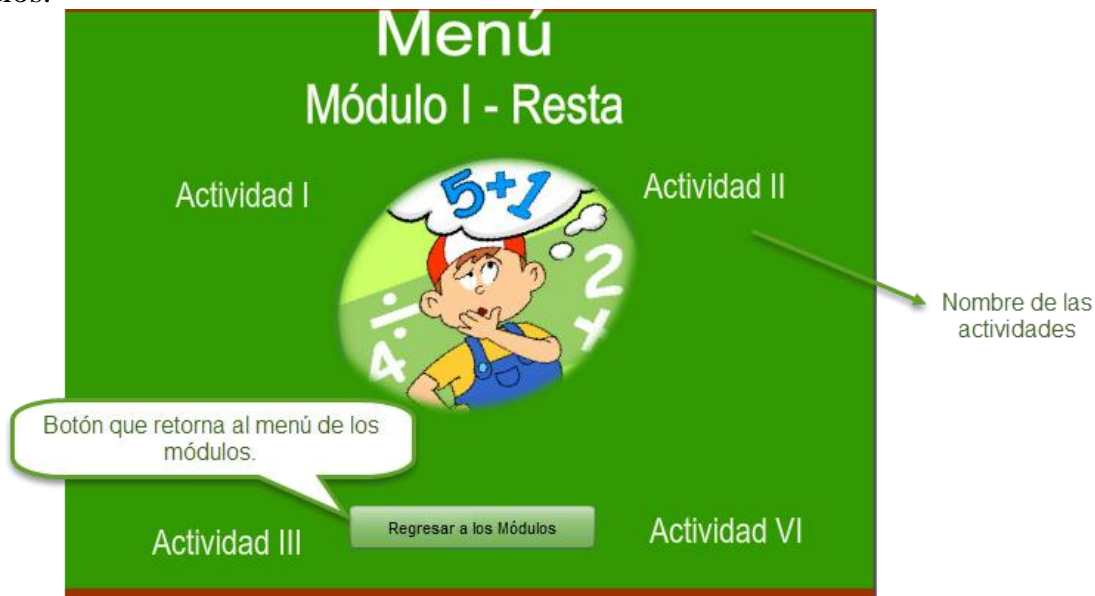 Menú
Módulo I - Resta
Actividad I
Actividad II
5+1
2
÷
4
x
Nombre de las
actividades
Botón que retorna al menú de los
módulos.
Regresar a los Módulos
Actividad III
Actividad VI